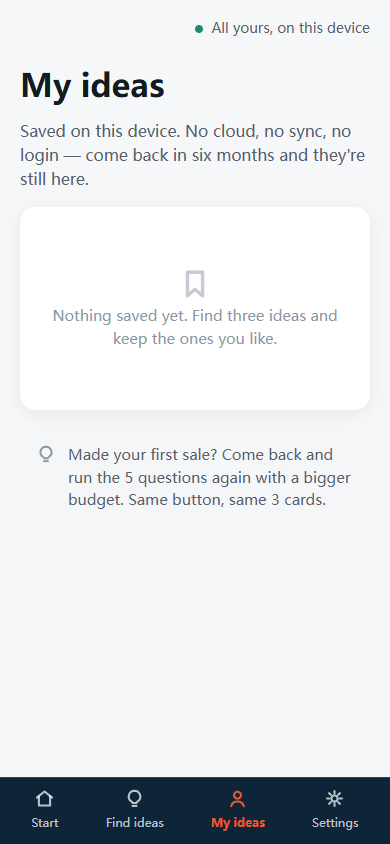 All yours, on this device
My ideas
Saved on this device. No cloud, no sync, no
login — come back in six months and they're
still here.
Nothing saved yet. Find three ideas and
keep the ones you like.
Made your first sale? Come back and
run the 5 questions again with a bigger
budget. Same button, same 3 cards.
Start
Find ideas
My ideas
Settings